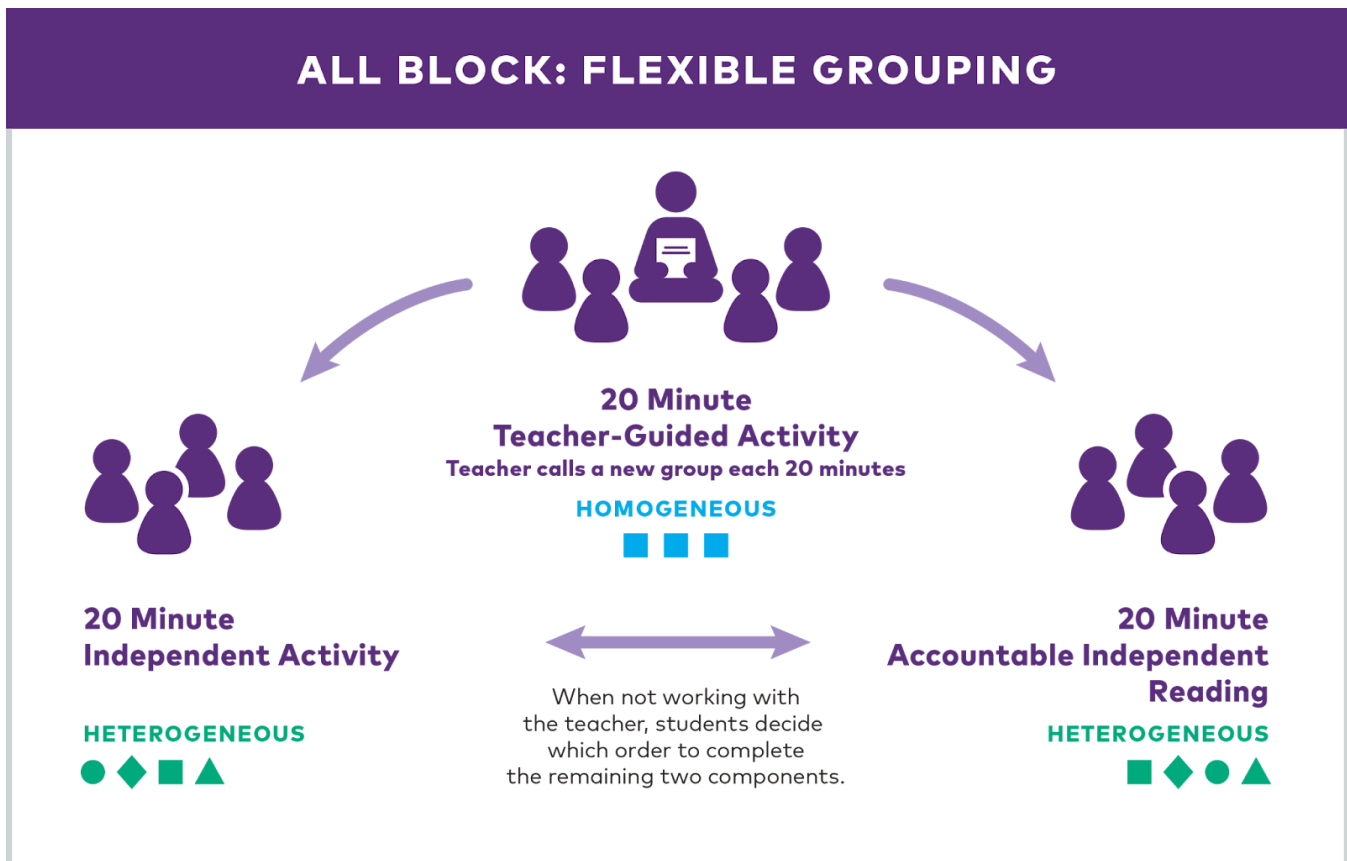 ALL BLOCK: FLEXIBLE GROUPING
20 Minute
Teacher-Guided Activity
Teacher calls a new group each 20 minutes
HOMOGENEOUS
20 Minute
Independent Activity
HETEROGENEOUS
When not working with
the teacher, students decide
which order to complete
the remaining two components.
20 Minute
Accountable Independent
Reading
HETEROGENEOUS